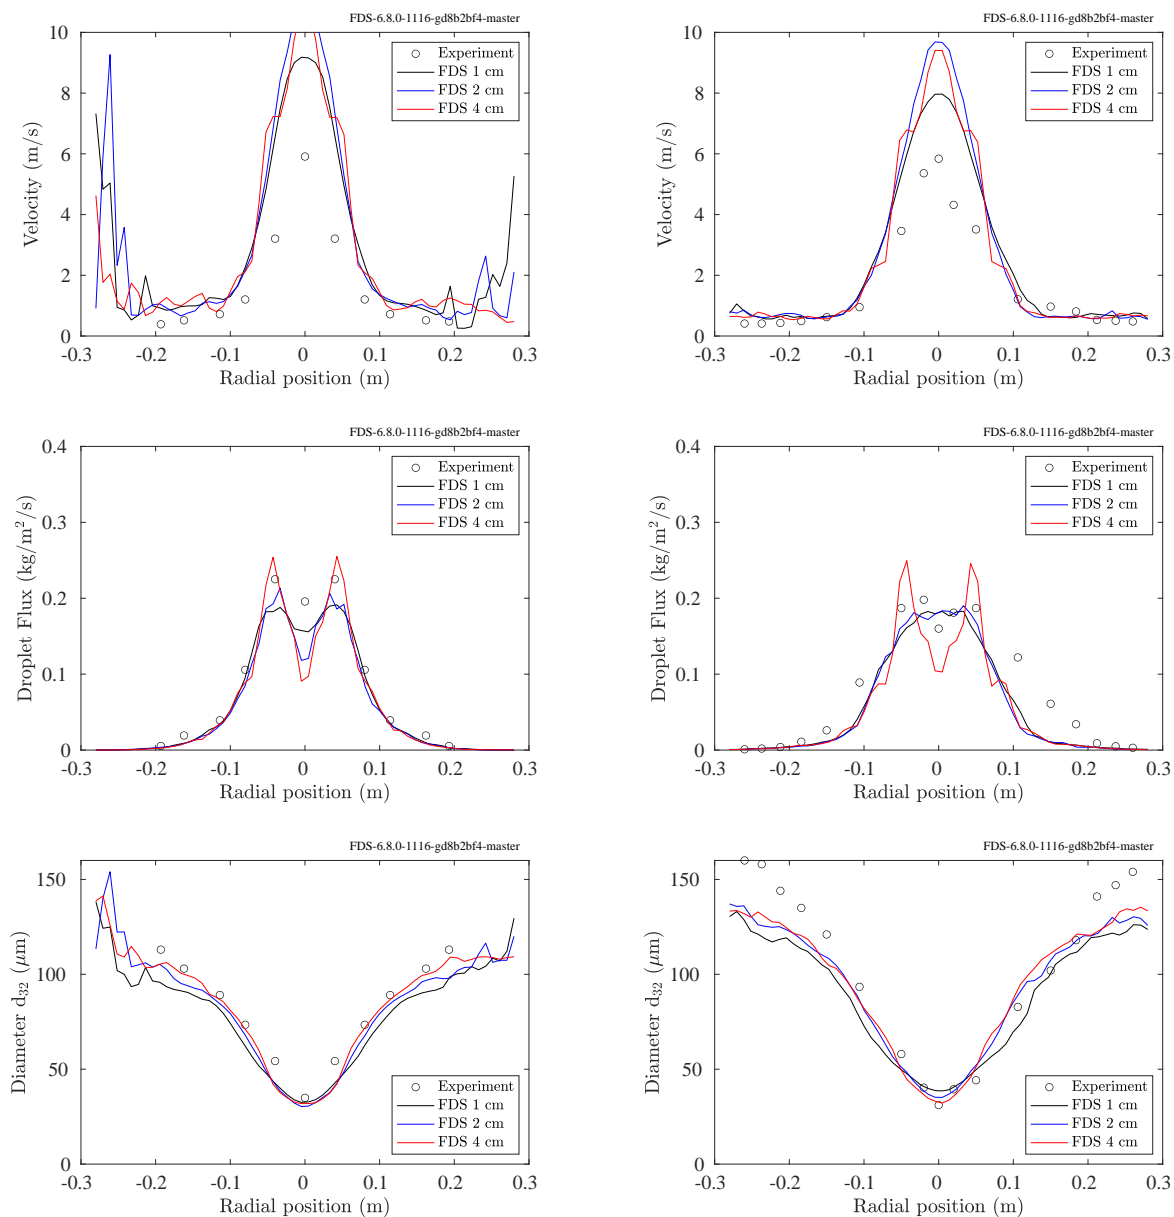 FDS-6.8.0-1116-gd8b2bf4-master
10
8
6
4
2
0
Velocity (m/s)
Experiment
FDS 1 cm
FDS 2 cm
FDS 4 cm
-0.3 -0.2 -0.1 0 0.1 0.2 0.3
Radial position (m)
FDS-6.8.0-1116-gd8b2bf4-master
10
8
6
4
2
0
Velocity (m/s)
Experiment
FDS 1 cm
FDS 2 cm
FDS 4 cm
-0.3 -0.2 -0.1 0 0.1 0.2 0.3
Radial position (m)
FDS-6.8.0-1116-gd8b2bf4-master
0.4
0.3
0.2
0.1
0
Droplet Flux (kg/m²/s)
Experiment
FDS 1 cm
FDS 2 cm
FDS 4 cm
-0.3 -0.2 -0.1 0 0.1 0.2 0.3
Radial position (m)
FDS-6.8.0-1116-gd8b2bf4-master
0.4
0.3
0.2
0.1
0
Droplet Flux (kg/m²/s)
Experiment
FDS 1 cm
FDS 2 cm
FDS 4 cm
-0.3 -0.2 -0.1 0 0.1 0.2 0.3
Radial position (m)
FDS-6.8.0-1116-gd8b2bf4-master
150
100
50
0
Diameter d₃₂ (μm)
Experiment
FDS 1 cm
FDS 2 cm
FDS 4 cm
-0.3 -0.2 -0.1 0 0.1 0.2 0.3
Radial position (m)
FDS-6.8.0-1116-gd8b2bf4-master
150
100
50
0
Diameter d₃₂ (μm)
Experiment
FDS 1 cm
FDS 2 cm
FDS 4 cm
-0.3 -0.2 -0.1 0 0.1 0.2 0.3
Radial position (m)